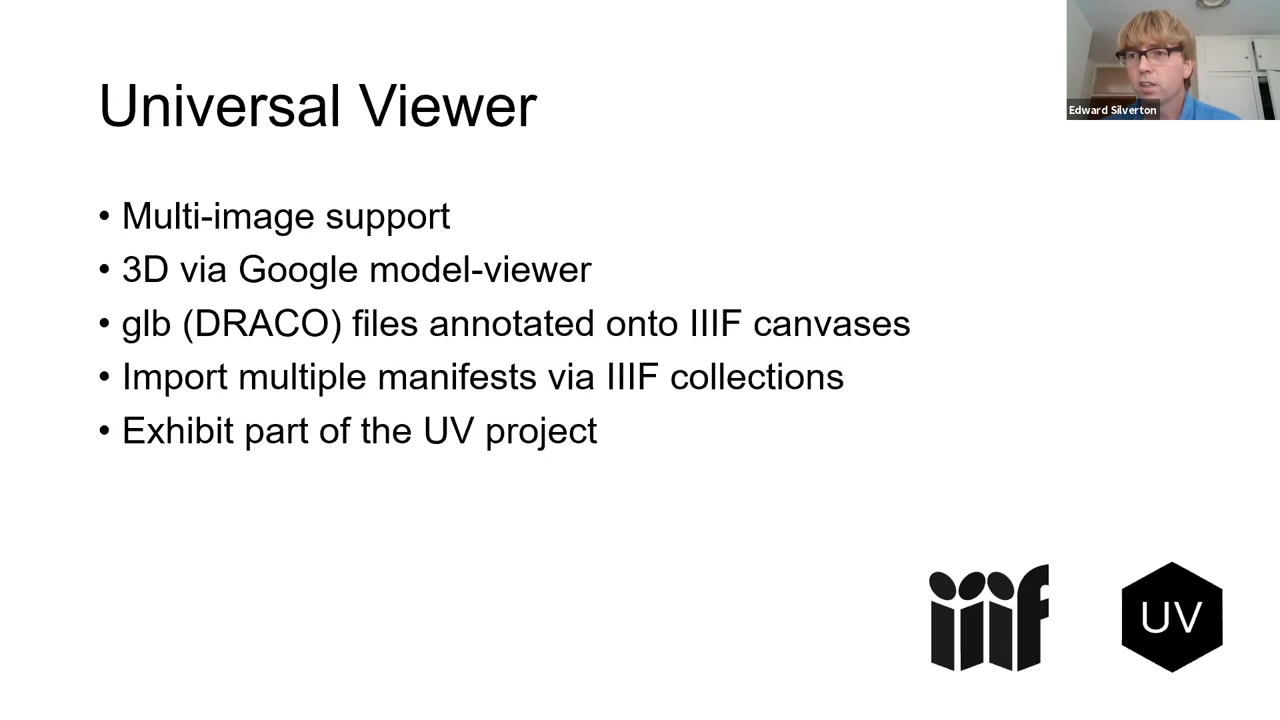 Universal Viewer
Edward Silverton
• Multi-image support
• 3D via Google model-viewer
• glb (DRACO) files annotated onto IIIF canvases
• Import multiple manifests via IIIF collections
• Exhibit part of the UV project
iiif
UV